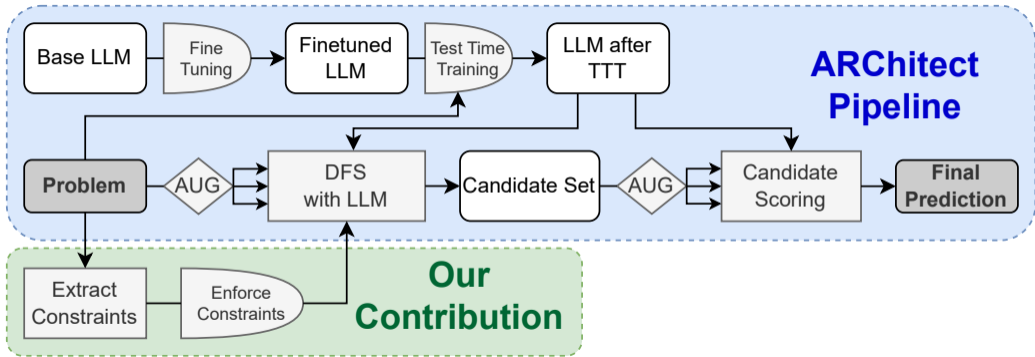 Base LLM
Fine
Tuning
Finetuned
LLM
Test Time
Training
LLM after
TTT
ARChitect
Pipeline
Problem
AUG
DFS
with LLM
Candidate Set
AUG
Candidate
Scoring
Final
Prediction
Extract
Constraints
Enforce
Constraints
Our
Contribution